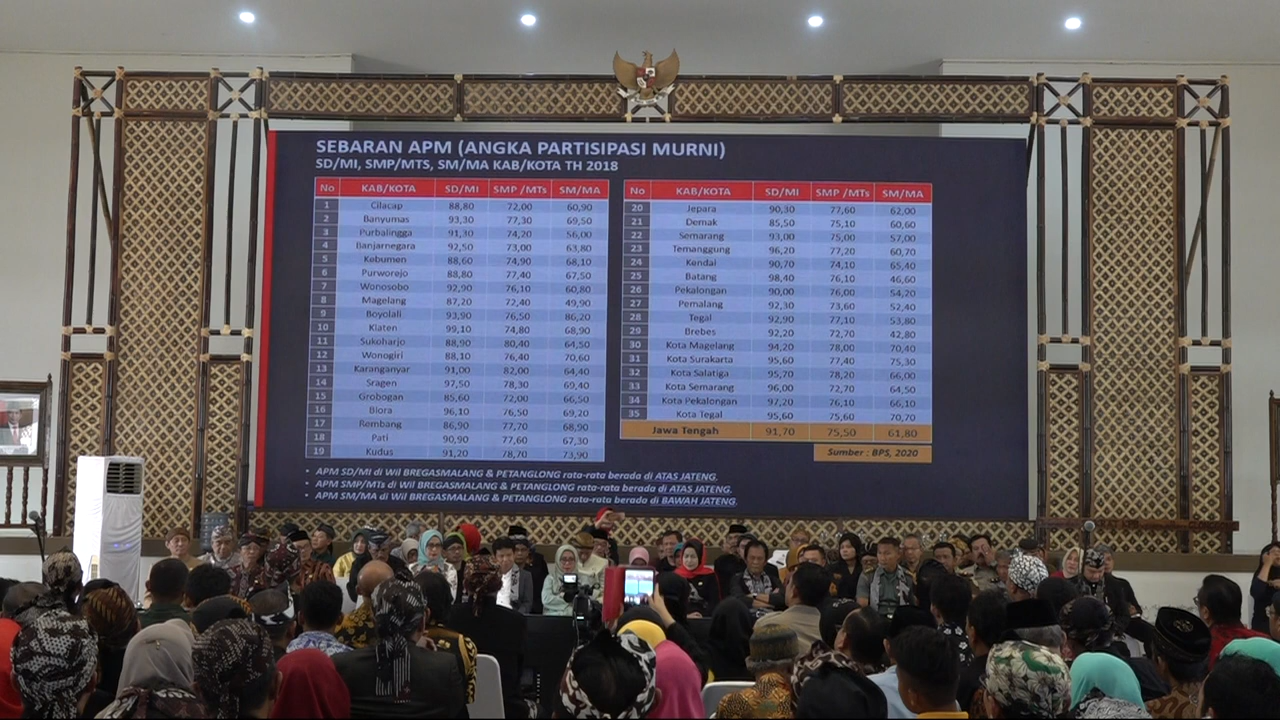 SEBARAN APM (ANGKA PARTISIPASI MURNI)
SD/MI, SMP/MTS, SM/MA KAB/KOTA TH 2018
No KAB/KOTA SD/MI SMP /MTs SM/MA
1 Cilacap 88,80 72,00 60,90
2 Banyumas 93,30 77,30 69,50
3 Purbalingga 91,30 74,20 56,00
4 Banjarnegara 92,50 73,00 63,80
5 Kebumen 88,60 74,90 68,10
6 Purworejo 88,80 77,40 67,50
7 Wonosobo 92,90 76,10 60,80
8 Magelang 87,20 72,40 49,90
9 Boyolali 93,90 76,50 86,20
10 Klaten 99,10 74,80 68,90
11 Sukoharjo 88,90 80,40 64,50
12 Wonogiri 88,10 76,40 70,60
13 Karanganyar 91,00 82,00 64,40
14 Sragen 97,50 78,30 69,40
15 Grobogan 85,60 72,00 66,50
16 Blora 96,10 76,50 69,20
17 Rembang 86,90 77,70 68,90
18 Pati 90,90 77,60 67,30
19 Kudus 91,20 78,70 73,90
No KAB/KOTA SD/MI SMP /MTs SM/MA
20 Jepara 90,30 77,60 62,00
21 Demak 85,50 75,10 60,60
22 Semarang 93,00 75,00 57,00
23 Temanggung 96,20 77,20 60,70
24 Kendal 90,70 74,10 65,40
25 Batang 98,40 76,10 46,60
26 Pekalongan 90,00 76,00 54,70
27 Pemalang 92,30 73,60 52,40
28 Tegal 92,90 77,10 53,80
29 Brebes 92,20 72,70 42,80
30 Kota Magelang 94,20 78,00 70,40
31 Kota Surakarta 95,60 77,40 75,30
32 Kota Salatiga 95,70 78,20 66,00
33 Kota Semarang 96,00 72,70 64,50
34 Kota Pekalongan 97,20 76,10 66,10
35 Kota Tegal 95,60 75,60 70,70
Jawa Tengah 91,70 75,50 61,80
Sumber : BPS, 2020
• APM SD/MI di Wil BREGASMALANG & PETANGLONG rata-rata berada di ATAS JATENG.
• APM SMP/MTs di Wil BREGASMALANG & PETANGLONG rata-rata berada di ATAS JATENG.
• APM SM/MA di Wil BREGASMALANG & PETANGLONG rata-rata berada di BAWAH JATENG.